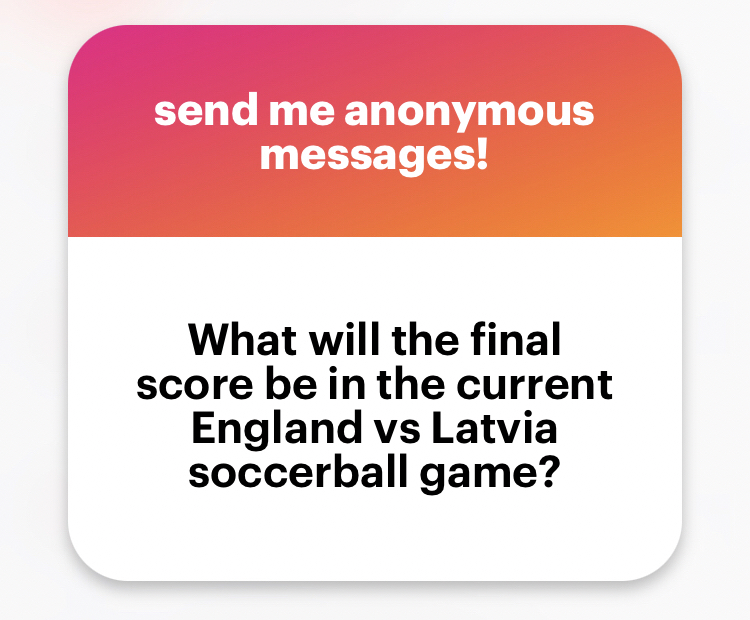 send me anonymous
messages!
What will the final
score be in the current
England vs Latvia
soccerball game?